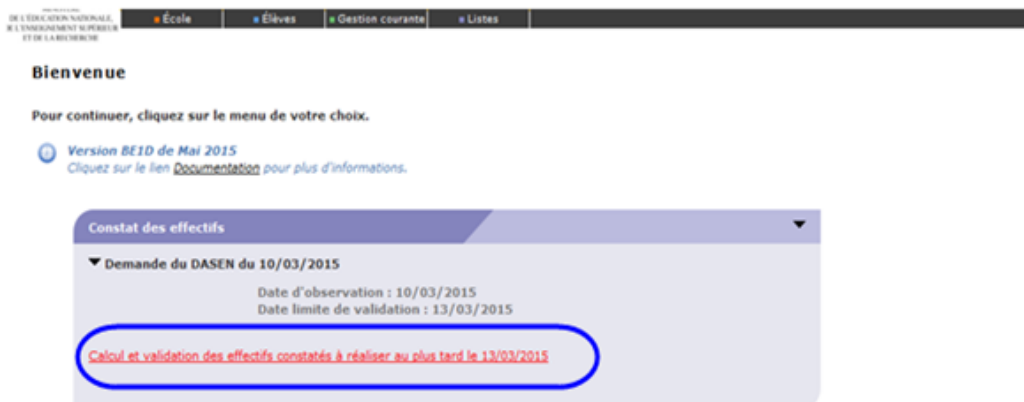 DE L'ÉDUCATION NATIONALE,
DE L'ENSEIGNEMENT SUPÉRIEUR
ET DE LA RECHERCHE
École Élèves Gestion courante Listes
Bienvenue
Pour continuer, cliquez sur le menu de votre choix.
Version BE1D de Mai 2015
Cliquez sur le lien Documentation pour plus d'informations.
Constat des effectifs
Demande du DASEN du 10/03/2015
Date d'observation : 10/03/2015
Date limite de validation : 13/03/2015
Calcul et validation des effectifs constatés à réaliser au plus tard le 13/03/2015